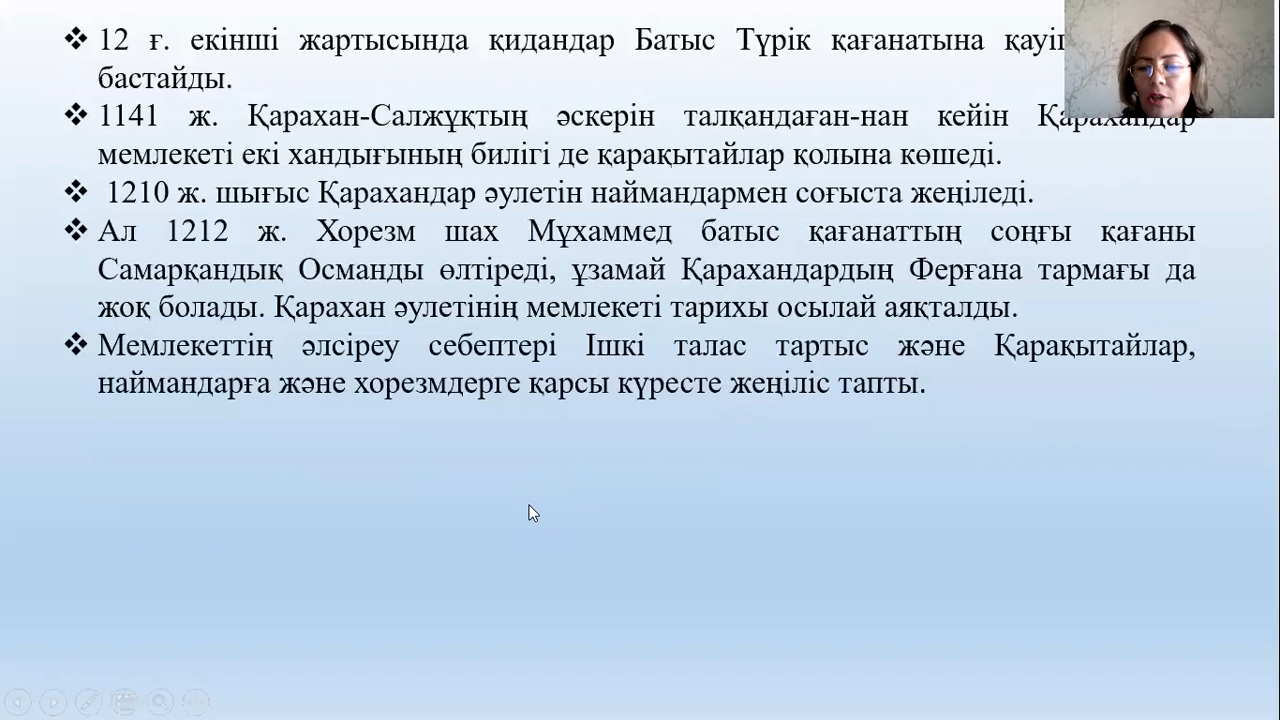 ❖ 12 ғ. екінші жартысында қидандар Батыс Түрік қағанатына
бастайды.
❖ 1141 ж. Қарахан-Салжұқтың әскерін талқандаған-нан кейін Қарахандар
мемлекеті екі хандығының билігі де қарақытайлар қолына көшеді.
❖ 1210 ж. шығыс Қарахандар әулетін наймандармен соғыста жеңіледі.
❖ Ал 1212 ж. Хорезм шах Мұхаммед батыс қағанаттың соңғы қағаны
Самарқандық Османды өлтіреді, ұзамай Қарахандардың Ферғана тармағы да
жоқ болады. Қарахан әулетінің мемлекеті тарихы осылай аяқталды.
❖ Мемлекеттің әлсіреу себептері Ішкі талас тартыс және Қарақытайлар,
наймандарға және хорезмдерге қарсы күресте жеңіліс тапты.